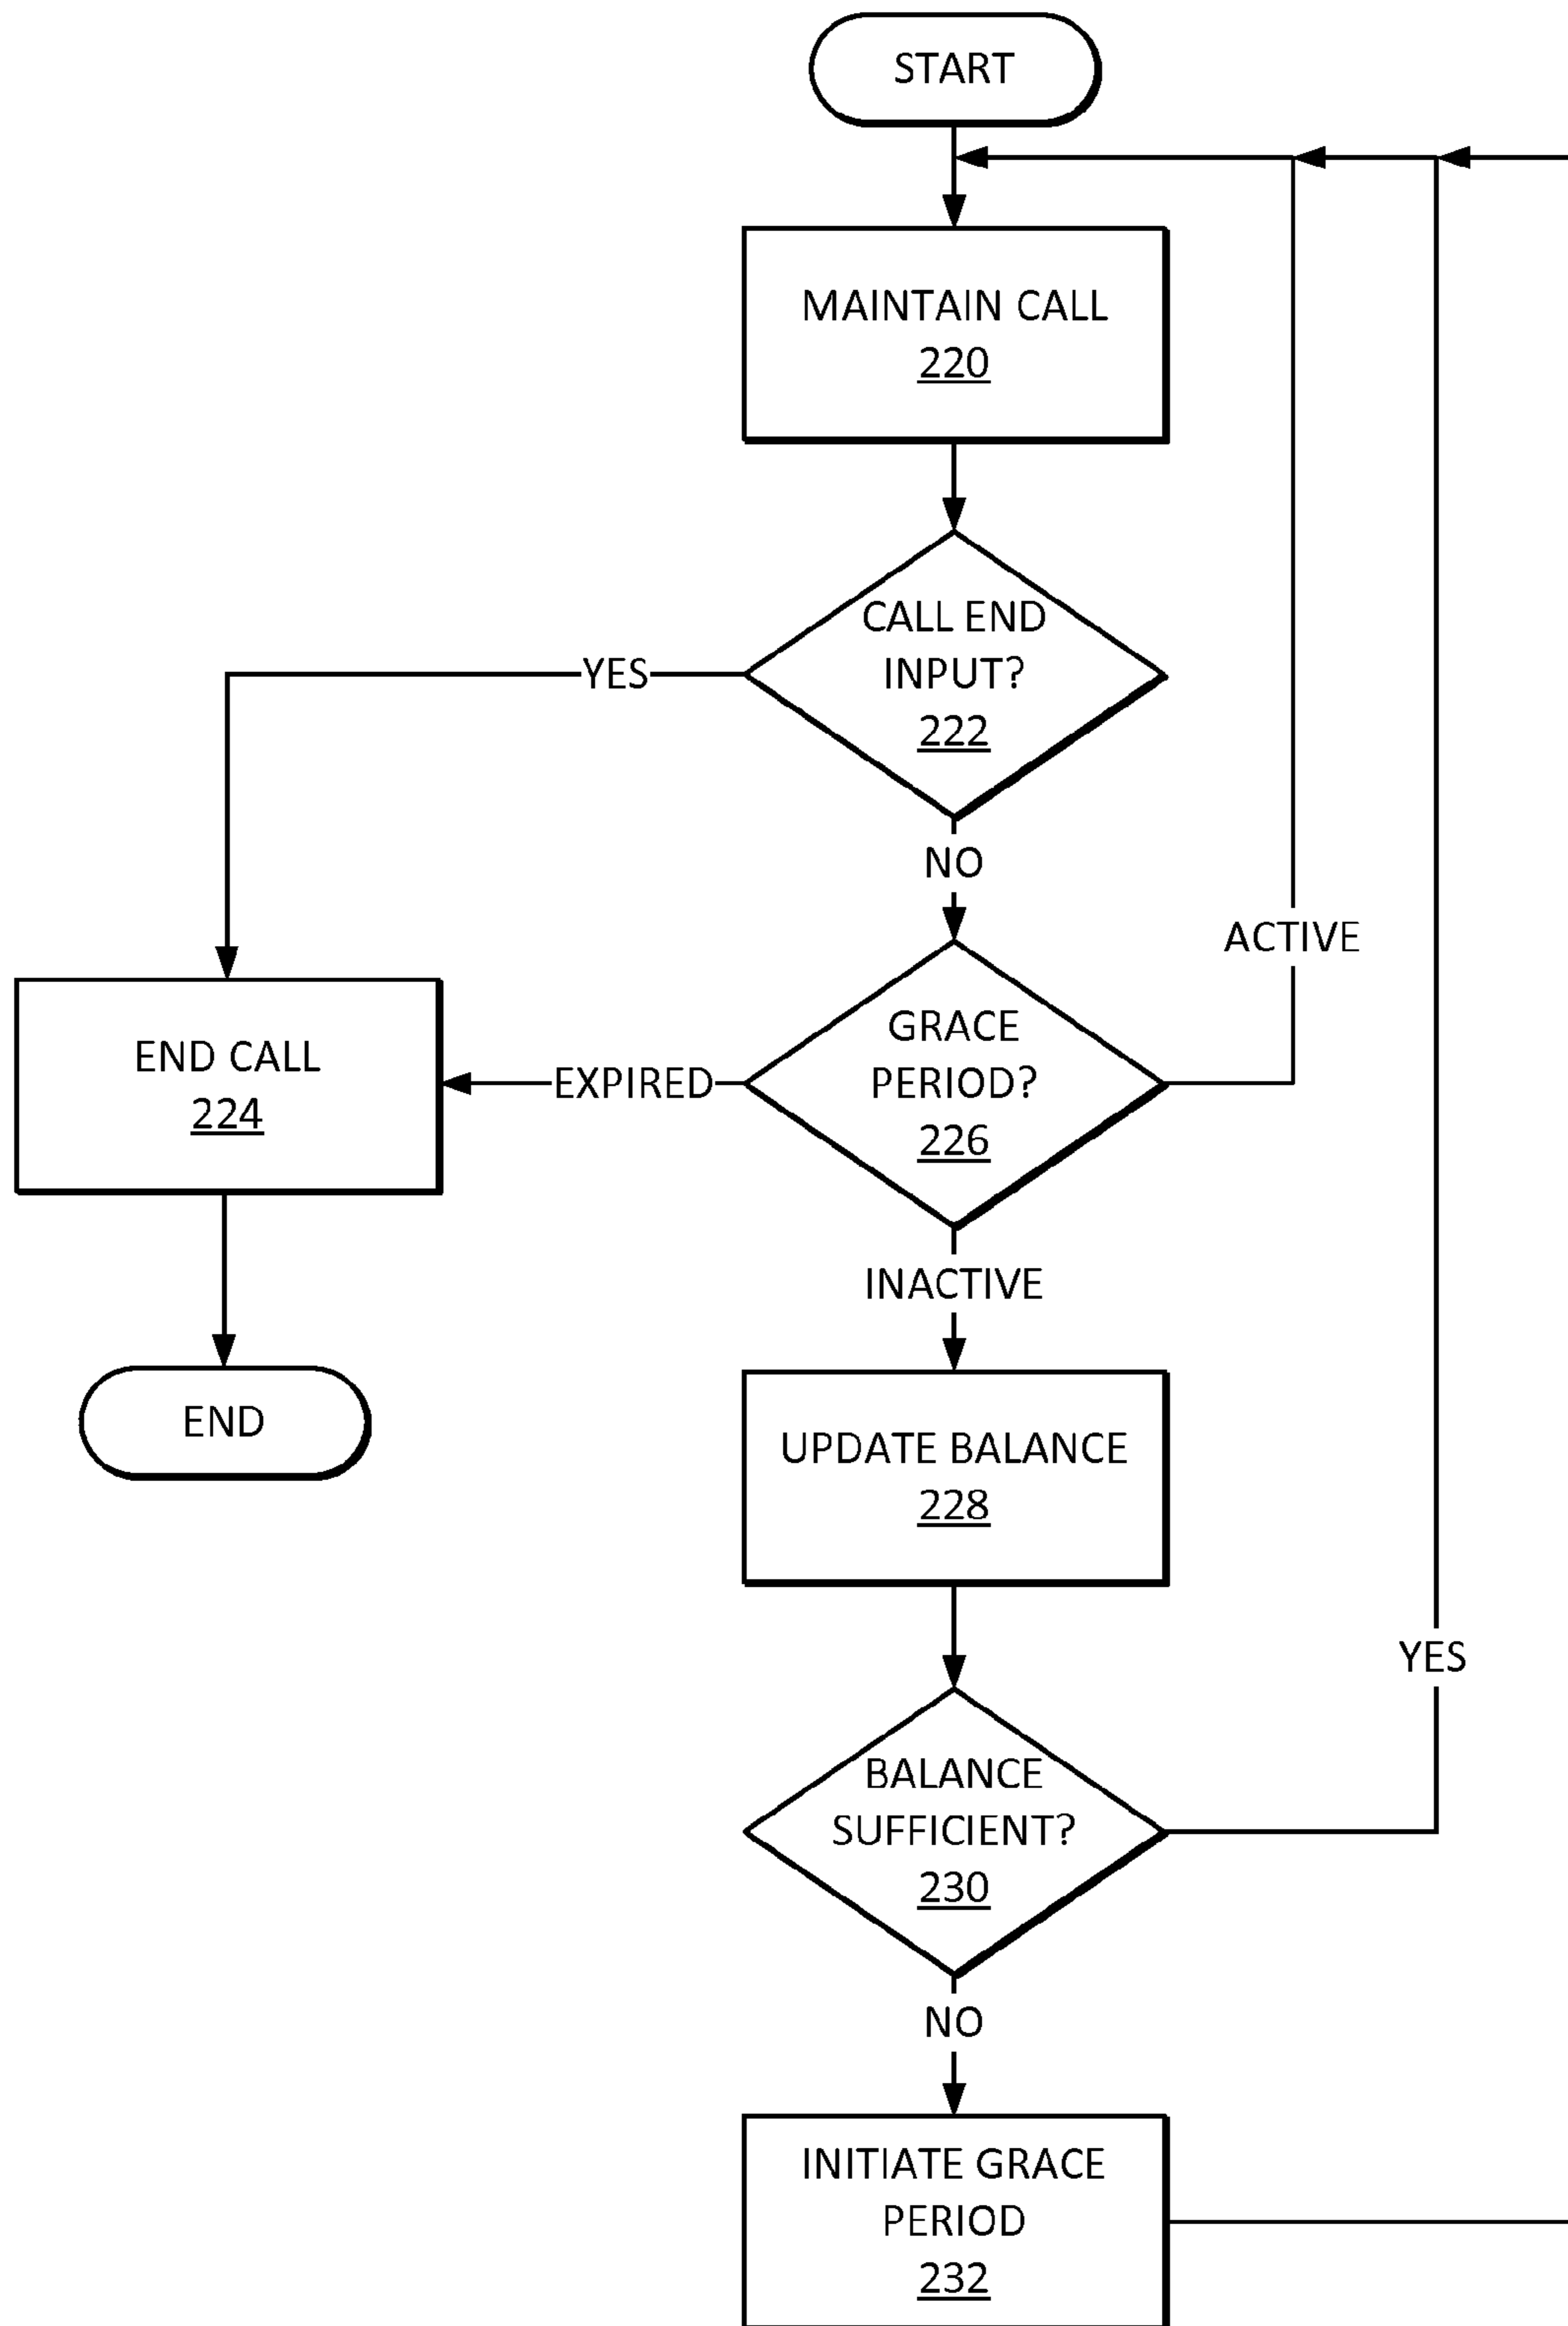 START
MAINTAIN CALL
220
CALL END
INPUT?
222
YES
NO
ACTIVE
GRACE
PERIOD?
226
EXPIRED
END CALL
224
INACTIVE
END
UPDATE BALANCE
228
YES
BALANCE
SUFFICIENT?
230
NO
INITIATE GRACE
PERIOD
232